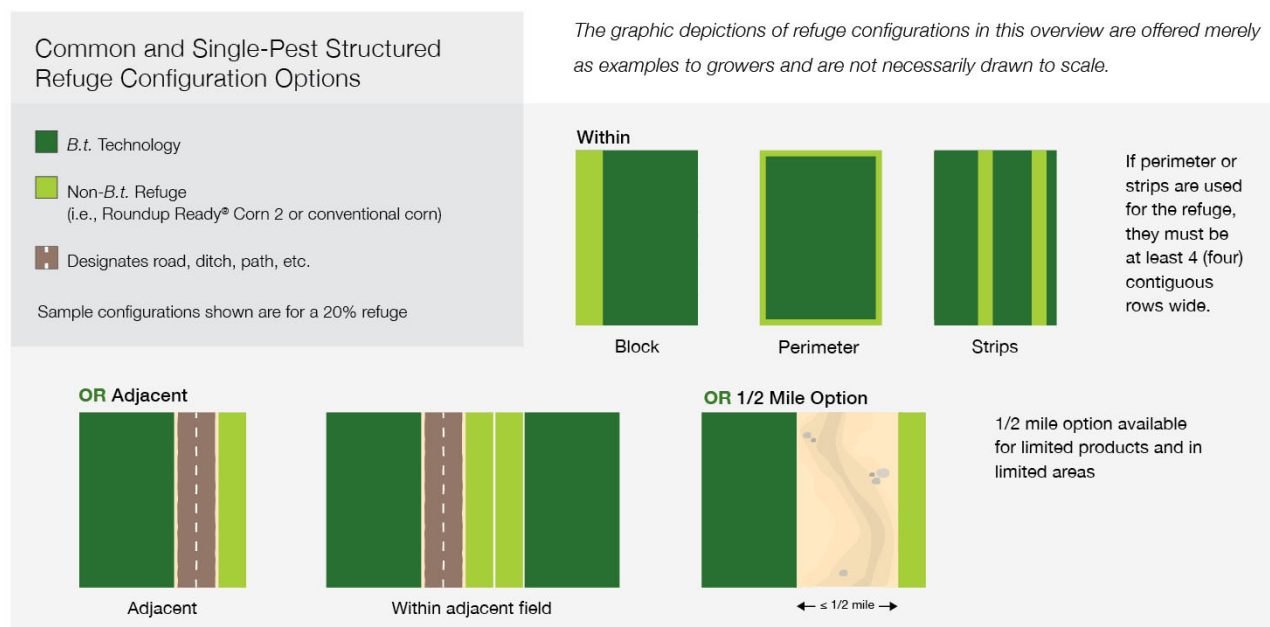 Common and Single-Pest Structured
Refuge Configuration Options
The graphic depictions of refuge configurations in this overview are offered merely
as examples to growers and are not necessarily drawn to scale.
B.t. Technology
Non-B.t. Refuge
(i.e., Roundup Ready® Corn 2 or conventional corn)
Designates road, ditch, path, etc.
Sample configurations shown are for a 20% refuge
Within
Block
Perimeter
Strips
If perimeter or
strips are used
for the refuge,
they must be
at least 4 (four)
contiguous
rows wide.
OR Adjacent
Adjacent
Within adjacent field
OR 1/2 Mile Option
≤ 1/2 mile
1/2 mile option available
for limited products and in
limited areas